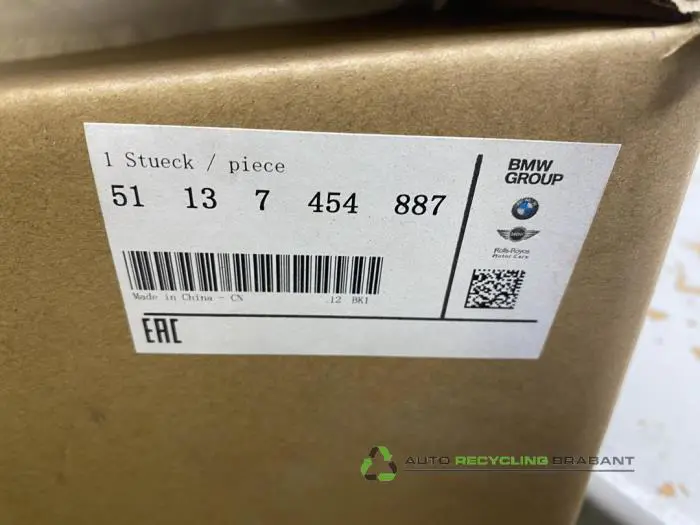 1 Stueck / piece
51 13 7 454 887
Made in China - CN .12 BK1
EAC
BMW
GROUP
MINI
Rolls-Royce
Motor Cars
AUTO RECYCLING BRABANT